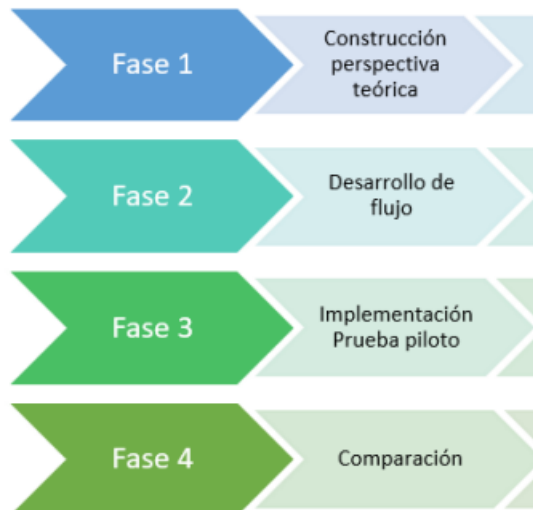 Fase 1
Construcción
perspectiva
teórica
Fase 2
Desarrollo de
flujo
Fase 3
Implementación
Prueba piloto
Fase 4
Comparación